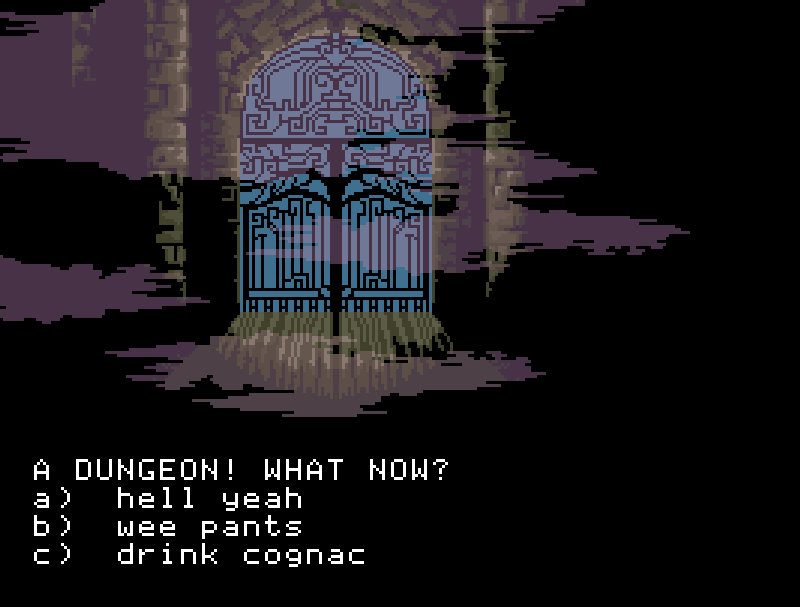 A DUNGEON! WHAT NOW?
a)  hell yeah
b)  wee pants
c)  drink cognac